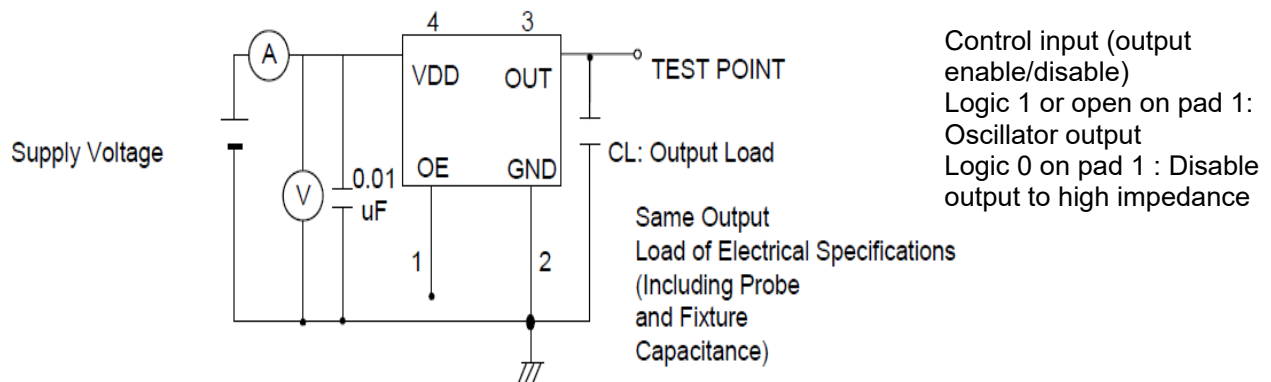 4
3
A
VDD
OUT
TEST POINT
Supply Voltage
CL: Output Load
OE
GND
V
0.01
uF
1
2
Same Output
Load of Electrical Specifications
(Including Probe
and Fixture
Capacitance)
Control input (output
enable/disable)
Logic 1 or open on pad 1:
Oscillator output
Logic 0 on pad 1 : Disable
output to high impedance